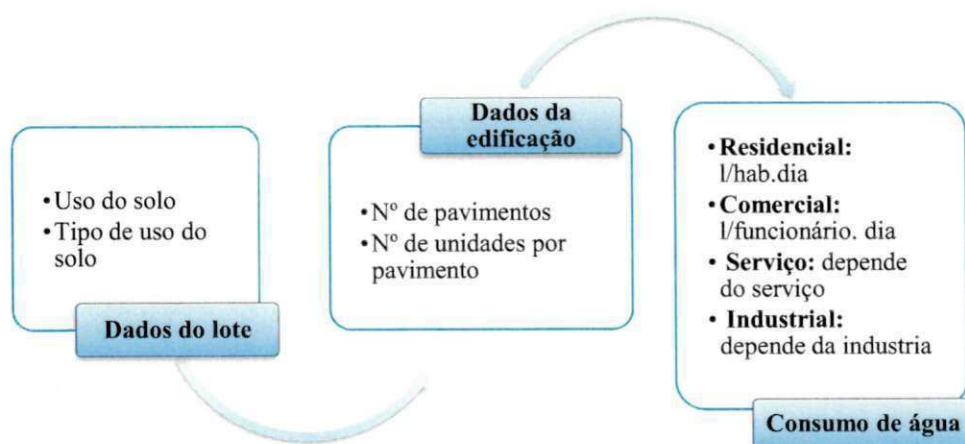 •Uso do solo
•Tipo de uso do
solo
Dados do lote
Dados da
edificação
•Nº de pavimentos
•Nº de unidades por
pavimento
•Residencial:
l/hab.dia
•Comercial:
l/funcionário. dia
• Serviço: depende
do serviço
• Industrial:
depende da industria
Consumo de água